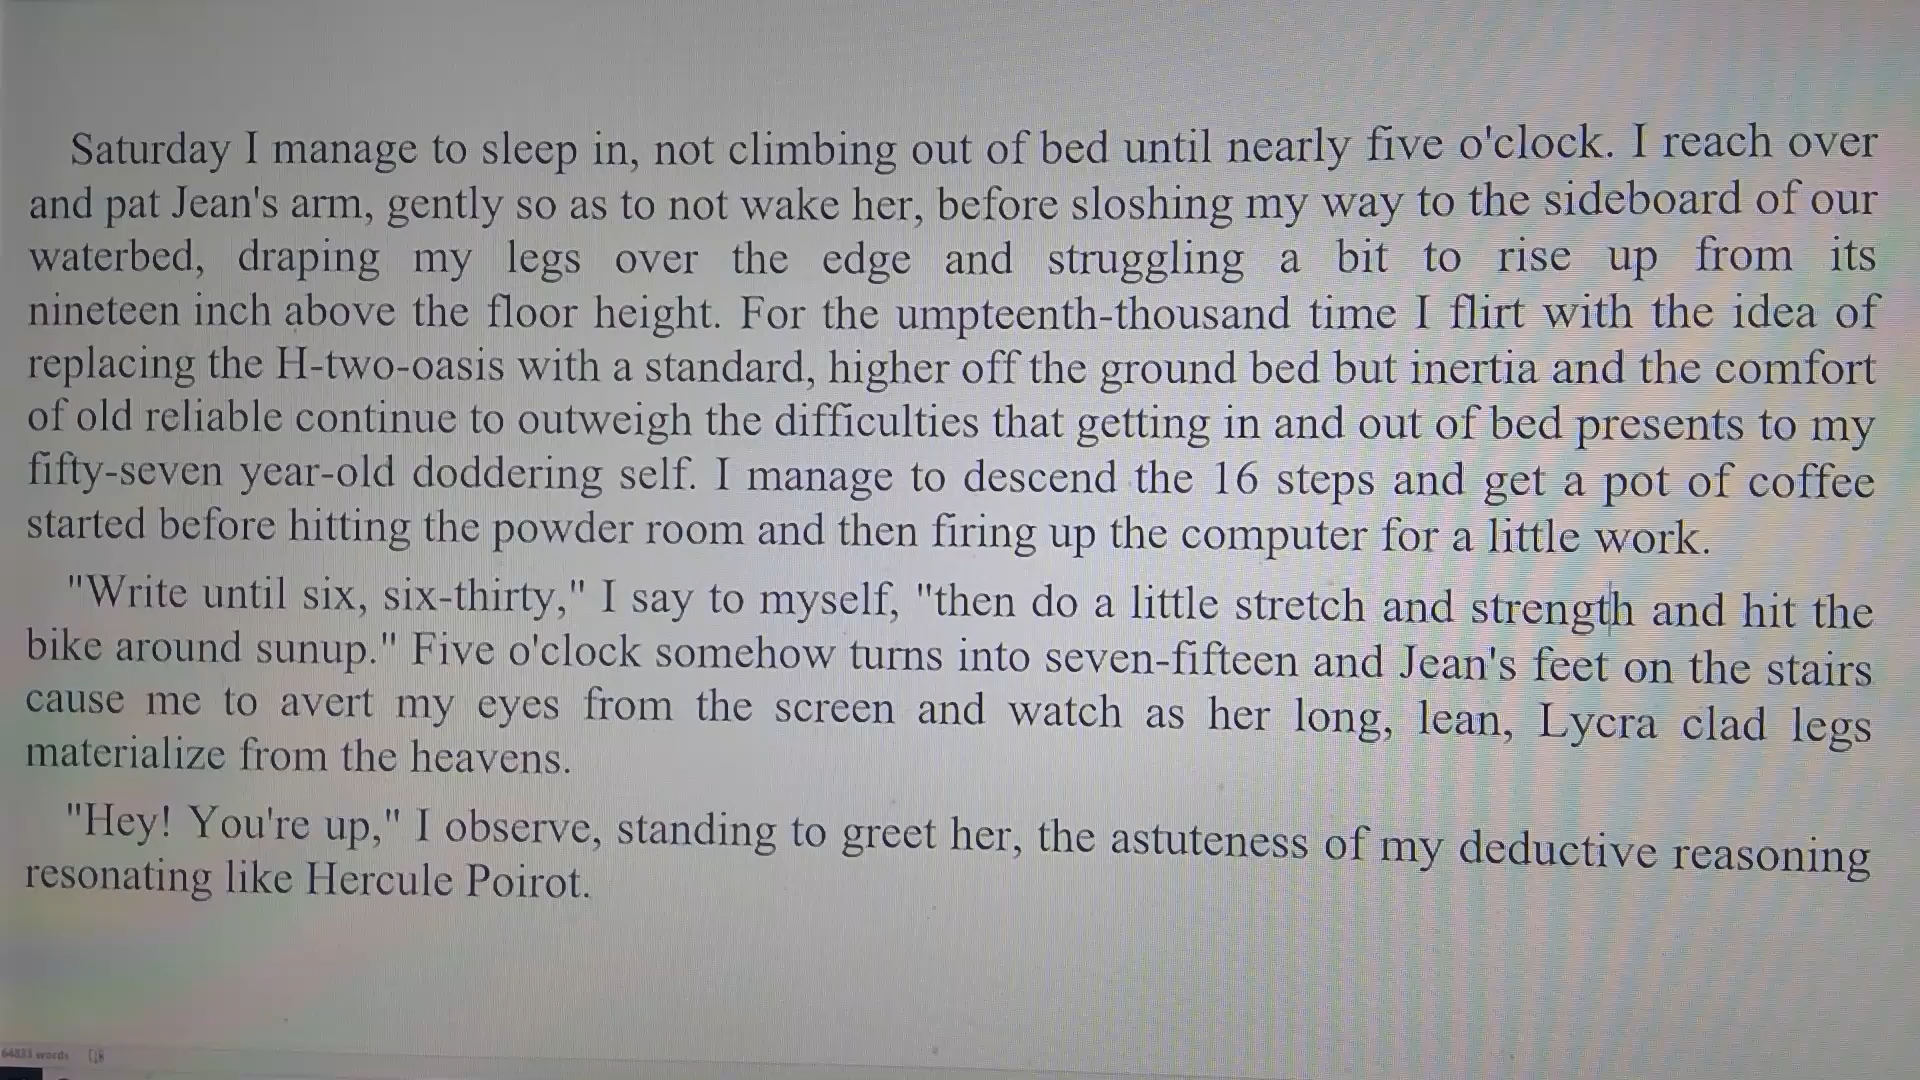 Saturday I manage to sleep in, not climbing out of bed until nearly five o'clock. I reach over
and pat Jean's arm, gently so as to not wake her, before sloshing my way to the sideboard of our
waterbed, draping my legs over the edge and struggling a bit to rise up from its
nineteen inch above the floor height. For the umpteenth-thousand time I flirt with the idea of
replacing the H-two-oasis with a standard, higher off the ground bed but inertia and the comfort
of old reliable continue to outweigh the difficulties that getting in and out of bed presents to my
fifty-seven year-old doddering self. I manage to descend the 16 steps and get a pot of coffee
started before hitting the powder room and then firing up the computer for a little work.
"Write until six, six-thirty," I say to myself, "then do a little stretch and strength and hit the
bike around sunup." Five o'clock somehow turns into seven-fifteen and Jean's feet on the stairs
cause me to avert my eyes from the screen and watch as her long, lean, Lycra clad legs
materialize from the heavens.
"Hey! You're up," I observe, standing to greet her, the astuteness of my deductive reasoning
resonating like Hercule Poirot.
words